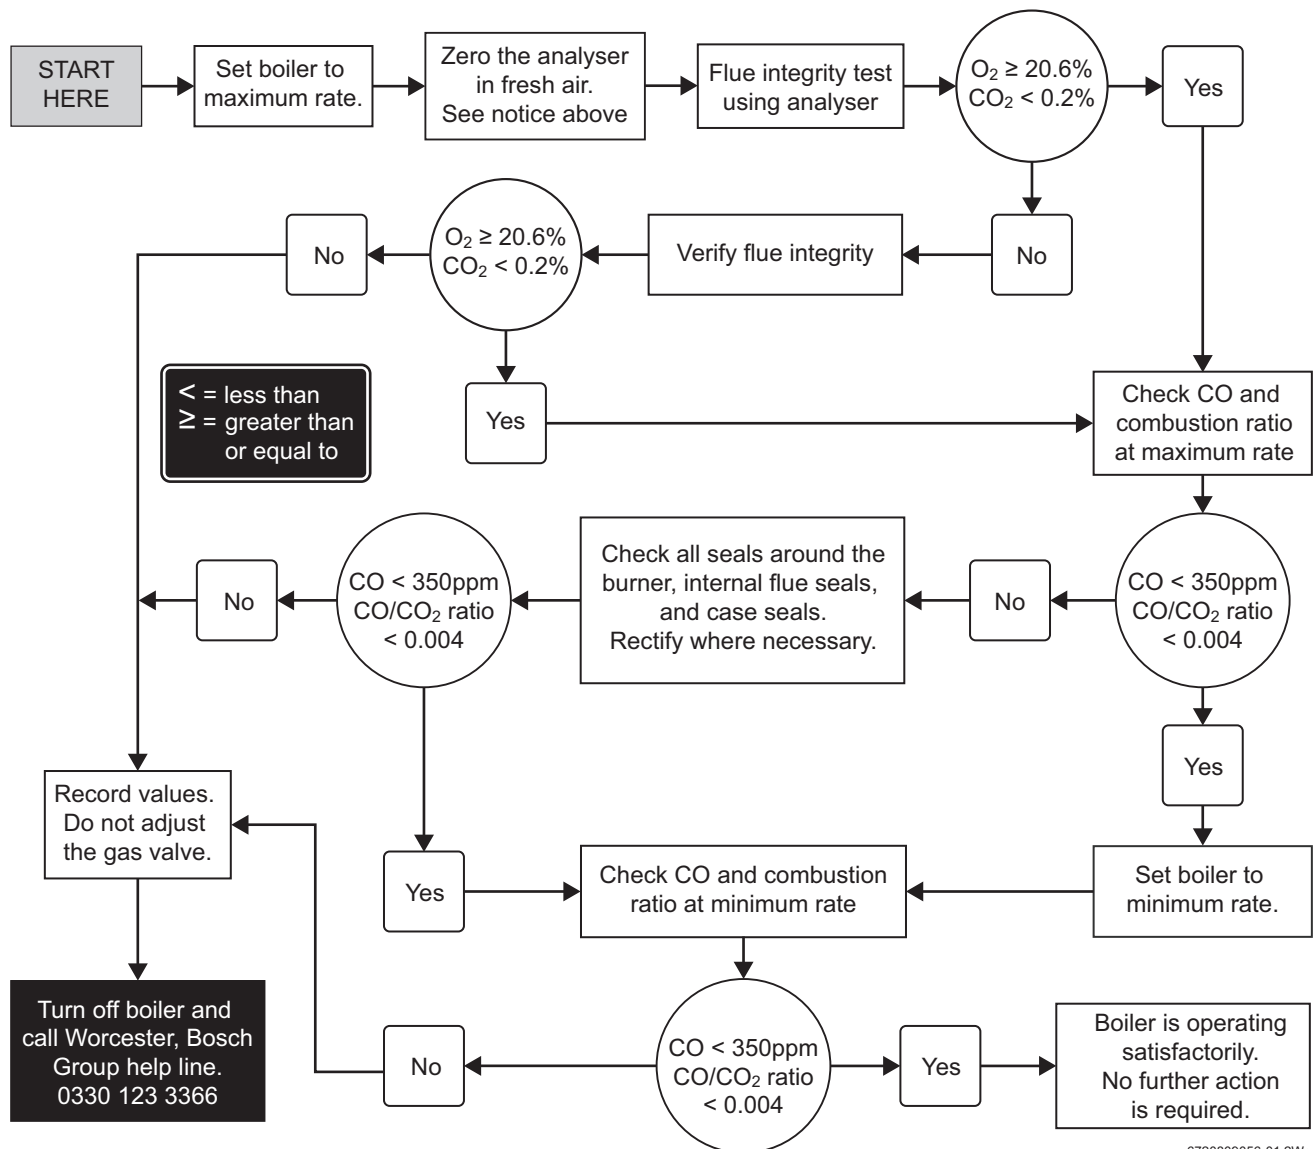 START
HERE
Set boiler to
maximum rate.
Zero the analyser
in fresh air.
See notice above
Flue integrity test
using analyser
O₂ ≥ 20.6%
CO₂ < 0.2%
Yes
No
O₂ ≥ 20.6%
CO₂ < 0.2%
Verify flue integrity
No
Yes
< = less than
≥ = greater than
or equal to
Check CO and
combustion ratio
at maximum rate
No
CO < 350ppm
CO/CO₂ ratio
< 0.004
Check all seals around the
burner, internal flue seals,
and case seals.
Rectify where necessary.
No
CO < 350ppm
CO/CO₂ ratio
< 0.004
Yes
Record values.
Do not adjust
the gas valve.
Yes
Check CO and combustion
ratio at minimum rate
Set boiler to
minimum rate.
Turn off boiler and
call Worcester, Bosch
Group help line.
0330 123 3366
No
CO < 350ppm
CO/CO₂ ratio
< 0.004
Yes
Boiler is operating
satisfactorily.
No further action
is required.